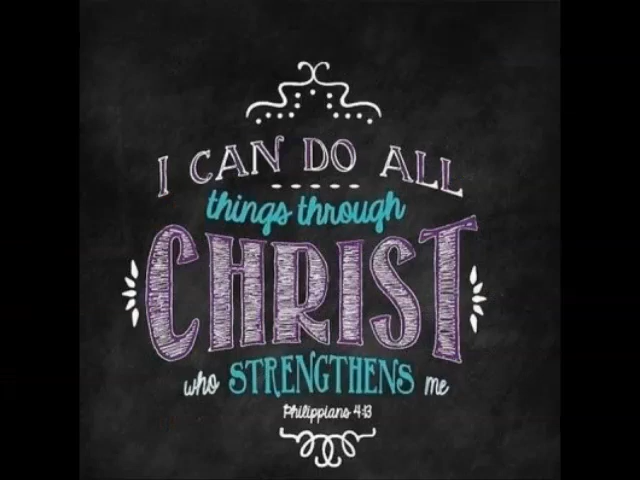 I CAN DO ALL
things through
CHRIST
who STRENGTHENS me
Philippians 4:13